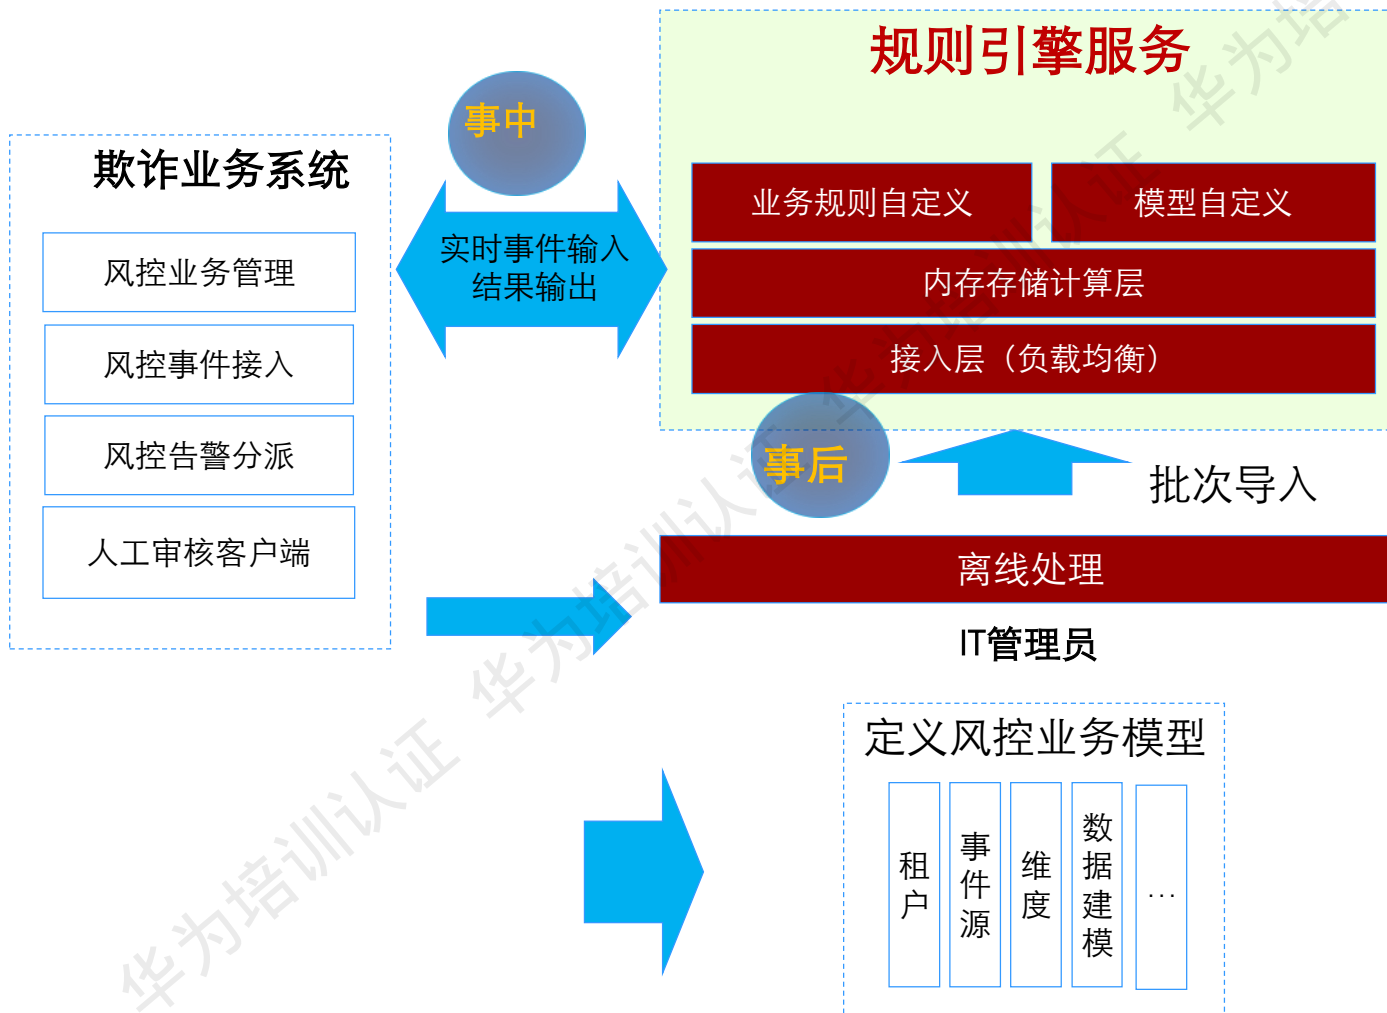 规则引擎服务
事中
欺诈业务系统
业务规则自定义
模型自定义
实时事件输入
结果输出
风控业务管理
内存存储计算层
风控事件接入
接入层（负载均衡）
风控告警分派
事后
批次导入
人工审核客户端
离线处理
IT管理员
定义风控业务模型
租户
事件源
维度
数据建模
...
华为培训认证
华为培训认证
华为培训认证
华为培